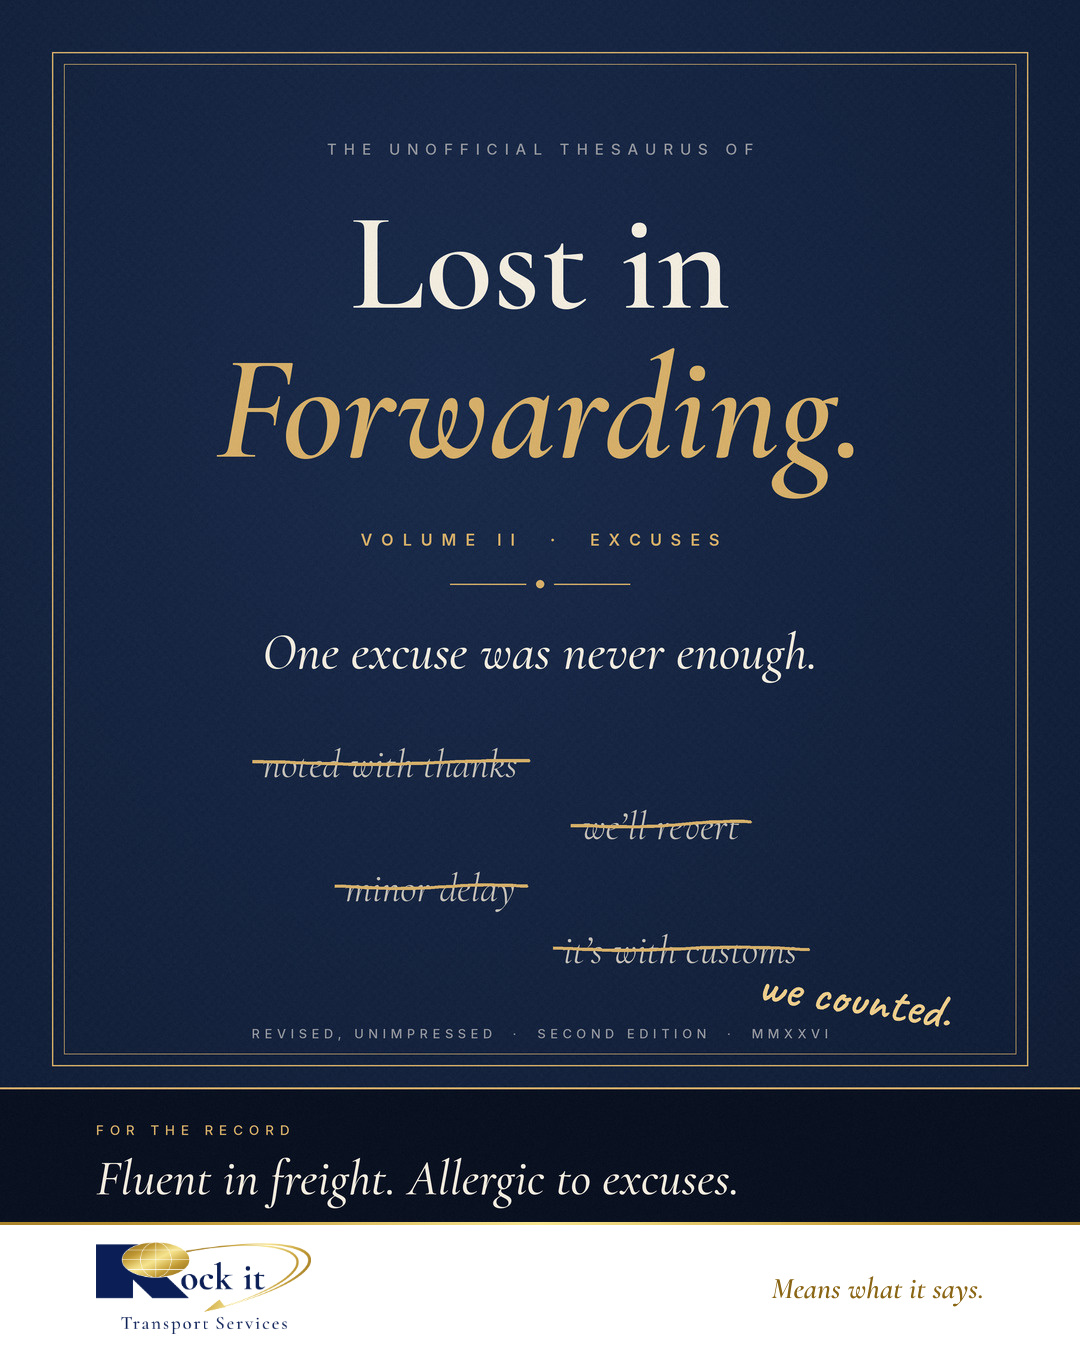 THE UNOFFICIAL THESAURUS OF
Lost in
Forwarding.
VOLUME II · EXCUSES
One excuse was never enough.
noted with thanks
we'll revert
minor delay
it's with customs
we counted.
REVISED, UNIMPRESSED · SECOND EDITION · MMXXVI
FOR THE RECORD
Fluent in freight. Allergic to excuses.
Rock it
Transport Services
Means what it says.